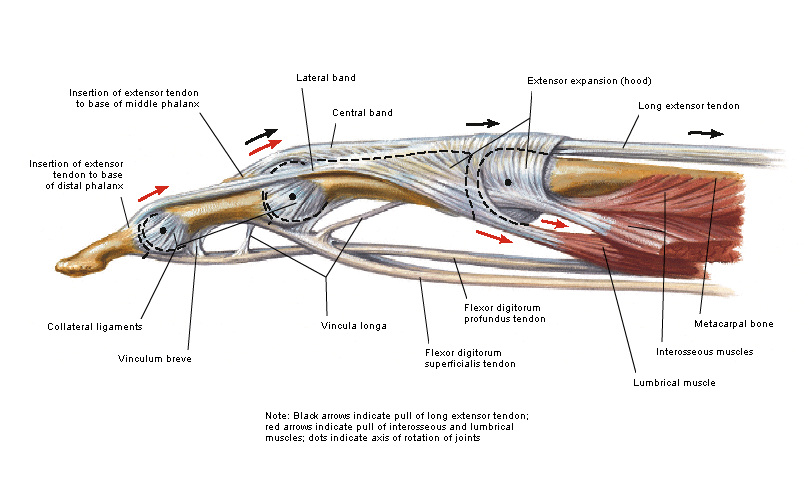 Lateral band
Extensor expansion (hood)
Insertion of extensor tendon
to base of middle phalanx
Central band
Long extensor tendon
Insertion of extensor
tendon to base
of distal phalanx
Collateral ligaments
Vinculum breve
Vincula longa
Flexor digitorum
profundus tendon
Flexor digitorum
superficialis tendon
Metacarpal bone
Interosseous muscles
Lumbrical muscle
Note: Black arrows indicate pull of long extensor tendon;
red arrows indicate pull of interosseous and lumbrical
muscles; dots indicate axis of rotation of joints